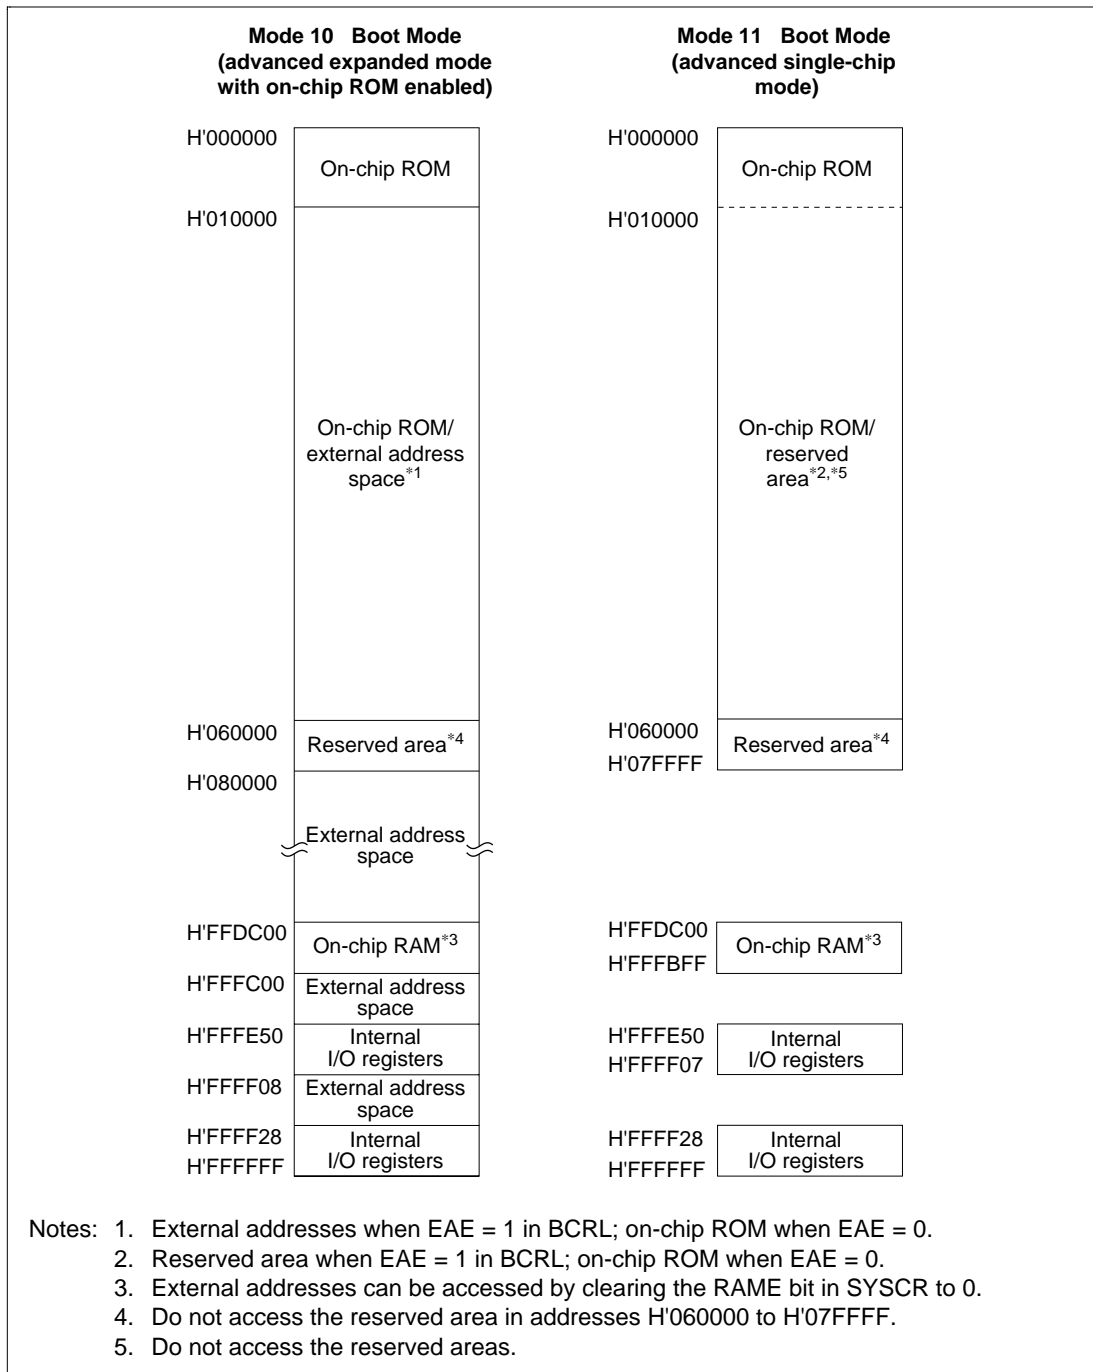 Mode 10 Boot Mode
(advanced expanded mode
with on-chip ROM enabled)
H'000000
On-chip ROM
H'010000
On-chip ROM/
external address
space*1
H'060000
Reserved area*4
H'080000
External address
space
H'FFDC00
On-chip RAM*3
H'FFFC00
External address
space
H'FFFE50
Internal
I/O registers
H'FFFF08
External address
space
H'FFFF28
Internal
I/O registers
H'FFFFFF
Mode 11 Boot Mode
(advanced single-chip
mode)
H'000000
On-chip ROM
H'010000
On-chip ROM/
reserved
area*2,*5
H'060000
Reserved area*4
H'07FFFF
H'FFDC00
On-chip RAM*3
H'FFFBFF
H'FFFE50
Internal
I/O registers
H'FFFF07
H'FFFF28
Internal
I/O registers
H'FFFFFF
Notes: 1. External addresses when EAE = 1 in BCRL; on-chip ROM when EAE = 0.
2. Reserved area when EAE = 1 in BCRL; on-chip ROM when EAE = 0.
3. External addresses can be accessed by clearing the RAME bit in SYSCR to 0.
4. Do not access the reserved area in addresses H'060000 to H'07FFFF.
5. Do not access the reserved areas.